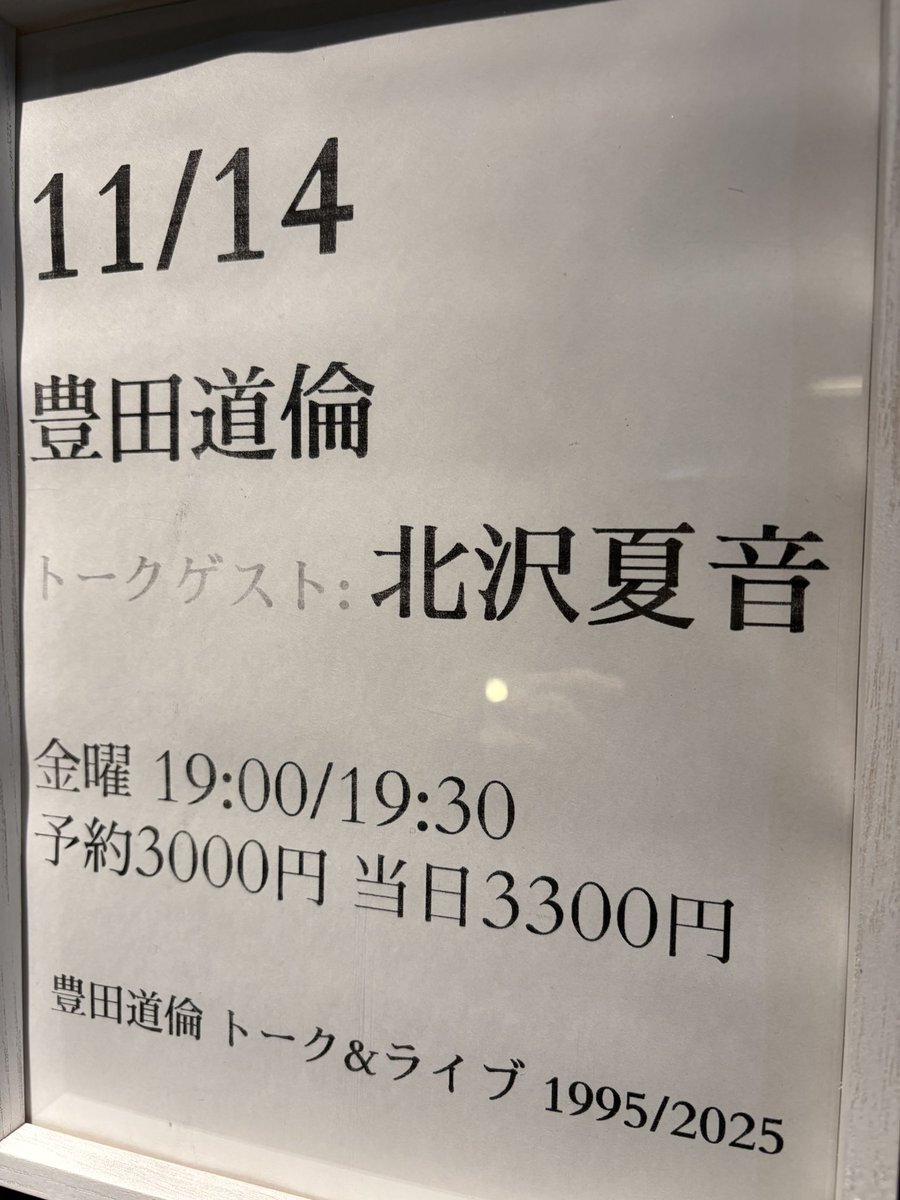 11/14
豊田道倫
トークゲスト: 北沢夏音
金曜 19:00/19:30
予約3000円 当日3300円
豊田道倫 トーク&ライブ 1995/2025